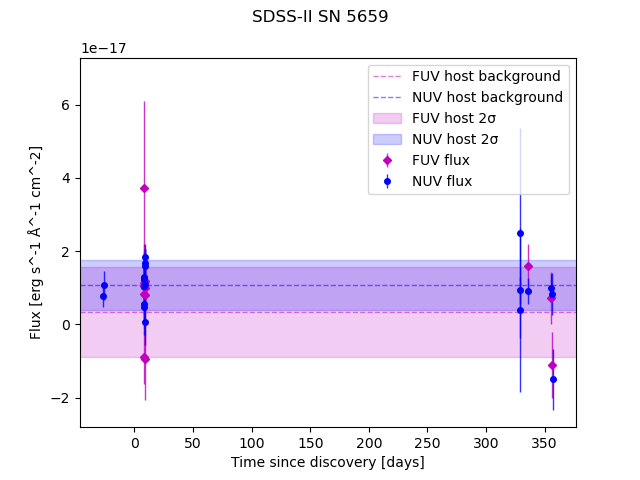 SDSS-II SN 5659
1e−17
FUV host background
NUV host background
FUV host 2σ
NUV host 2σ
FUV flux
NUV flux
6
4
2
0
−2
Flux [erg s^-1 Å^-1 cm^-2]
0 50 100 150 200 250 300 350
Time since discovery [days]